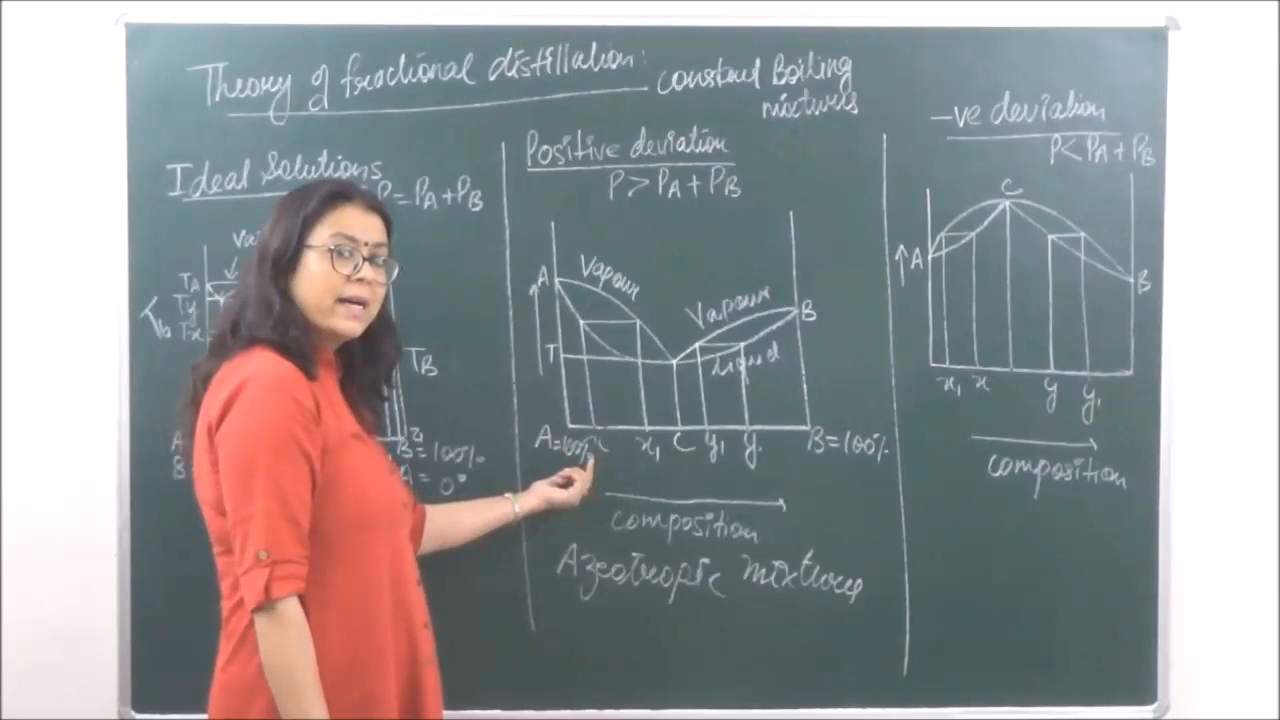 Theory of fractional distillation:
constant Boiling
mixtures
Ideal Solutions
P=PA+PB
TA
Ty
Tx
Tb
TB
B=100%
A= 0°
Positive deviation
P> PA+PB
A
Vapour
Vapour
B
T
Liquid
A=100%
x
x1
C
y1
y
B=100%
composition
Azeotropic mixture
-ve deviation
P< PA+PB
C
↑A
B
x1
x
y
y1
composition